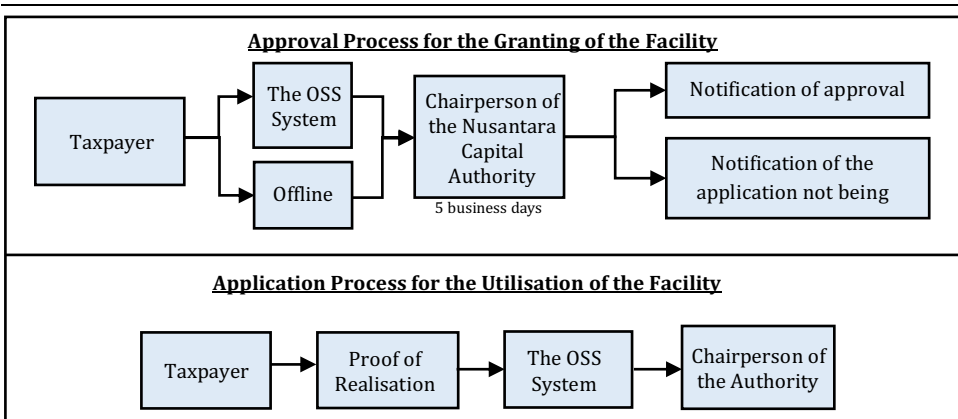 Approval Process for the Granting of the Facility
Taxpayer
The OSS
System
Offline
Chairperson of
the Nusantara
Capital
Authority
5 business days
Notification of approval
Notification of the
application not being
Application Process for the Utilisation of the Facility
Taxpayer
Proof of
Realisation
The OSS
System
Chairperson of
the Authority